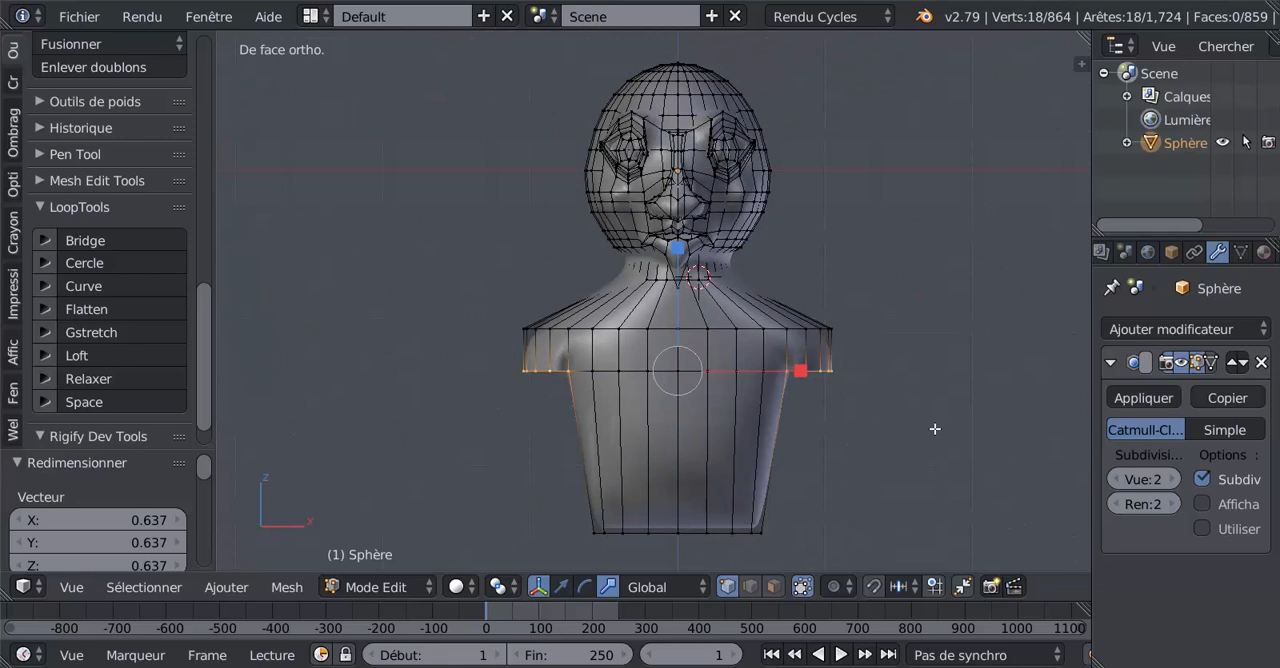 Fichier Rendu Fenêtre Aide Default Scene Rendu Cycles v2.79 | Verts:18/864 | Arêtes:18/1,724 | Faces:0/859
Fusionner
Enlever doublons
Outils de poids
Historique
Pen Tool
Mesh Edit Tools
LoopTools
Bridge
Cercle
Curve
Flatten
Gstretch
Loft
Relaxer
Space
Rigify Dev Tools
Redimensionner
Vecteur
X: 0.637
Y: 0.637
Z: 0.637
Ou
Cr
Ombrag
Opti
Crayon
Impressi
Affic
Fen
Wel
De face ortho.
z
x
(1) Sphère
Vue Sélectionner Ajouter Mesh Mode Edit Global
-800 -700 -600 -500 -400 -300 -200 -100 0 100 200 300 400 500 600 700 800 900 1000 1100
Vue Marqueur Frame Lecture Début: 1 Fin: 250 1 Pas de synchro
Vue Chercher
Scene
Calques
Lumière
Sphère
Sphère
Ajouter modificateur
Appliquer Copier
Catmull-Cl... Simple
Subdivisi... Options :
Vue: 2 Subdiv
Ren: 2 Afficha
Utiliser